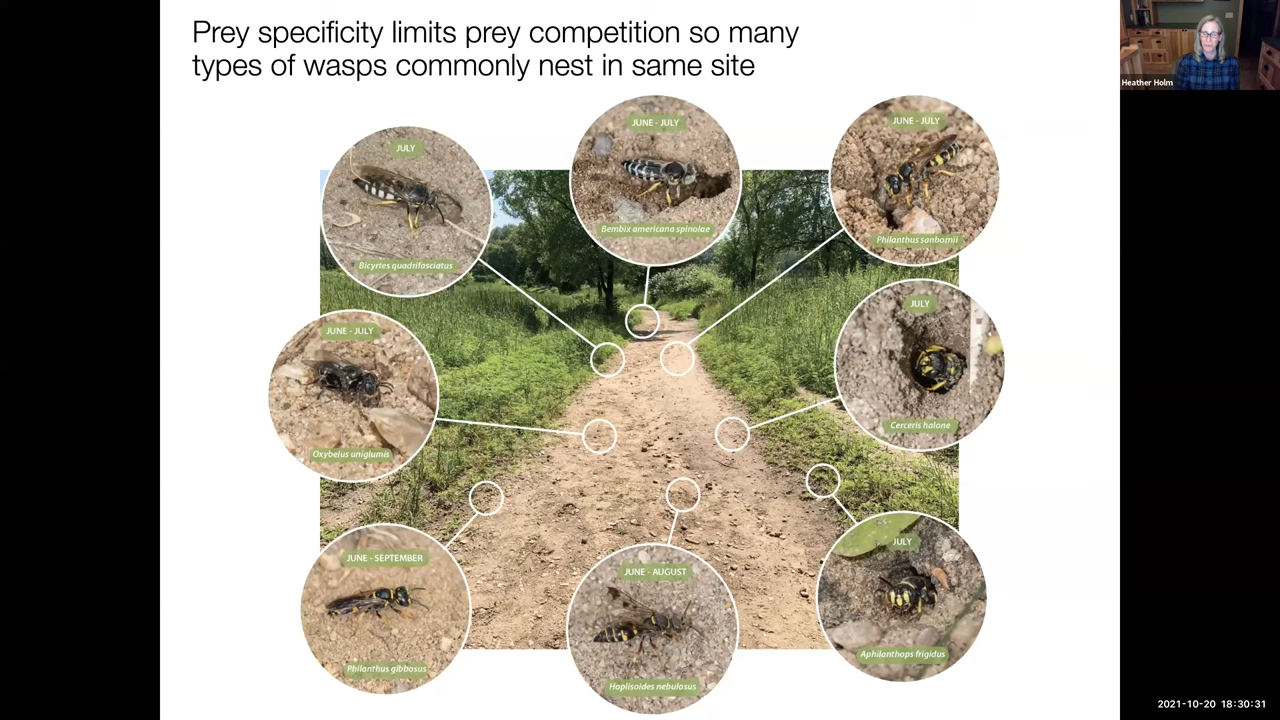 Prey specificity limits prey competition so many
types of wasps commonly nest in same site
Heather Holm
JULY
Bicyrtes quadrifasciatus
JUNE - JULY
Bembix americana spinolae
JUNE - JULY
Philanthus sanbornii
JUNE - JULY
Oxybelus uniglumis
JULY
Cerceris halone
JUNE - SEPTEMBER
Philanthus gibbosus
JUNE - AUGUST
Hoplisoides nebulosus
JULY
Aphilanthops frigidus
2021-10-20 18:30:31